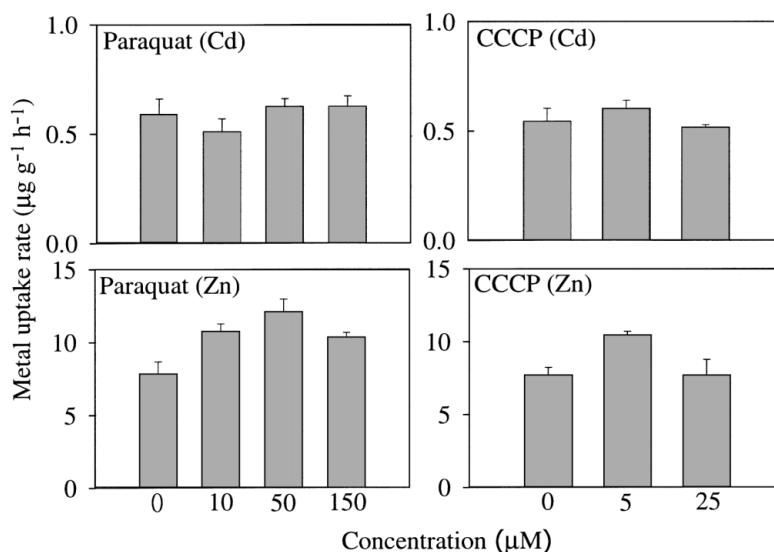 Metal uptake rate (µg g⁻¹ h⁻¹)
1.0
0.5
0.0
Paraquat (Cd)
1.0
0.5
0.0
CCCP (Cd)
15
10
5
0
Paraquat (Zn)
0 10 50 150
15
10
5
0
CCCP (Zn)
0 5 25
Concentration (µM)